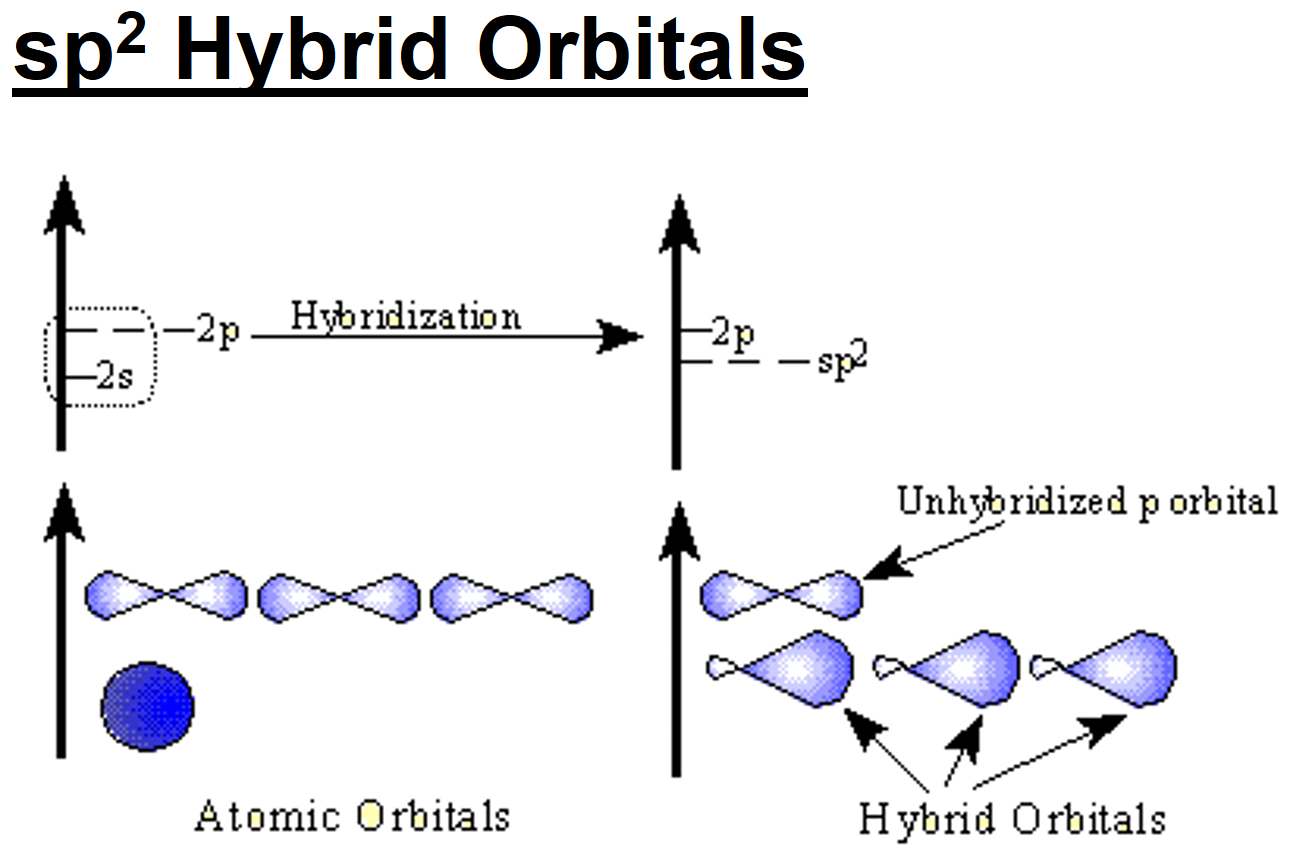 sp² Hybrid Orbitals
2p
Hybridization
2p
2s
sp²
Unhybridized p orbital
Atomic Orbitals
Hybrid Orbitals